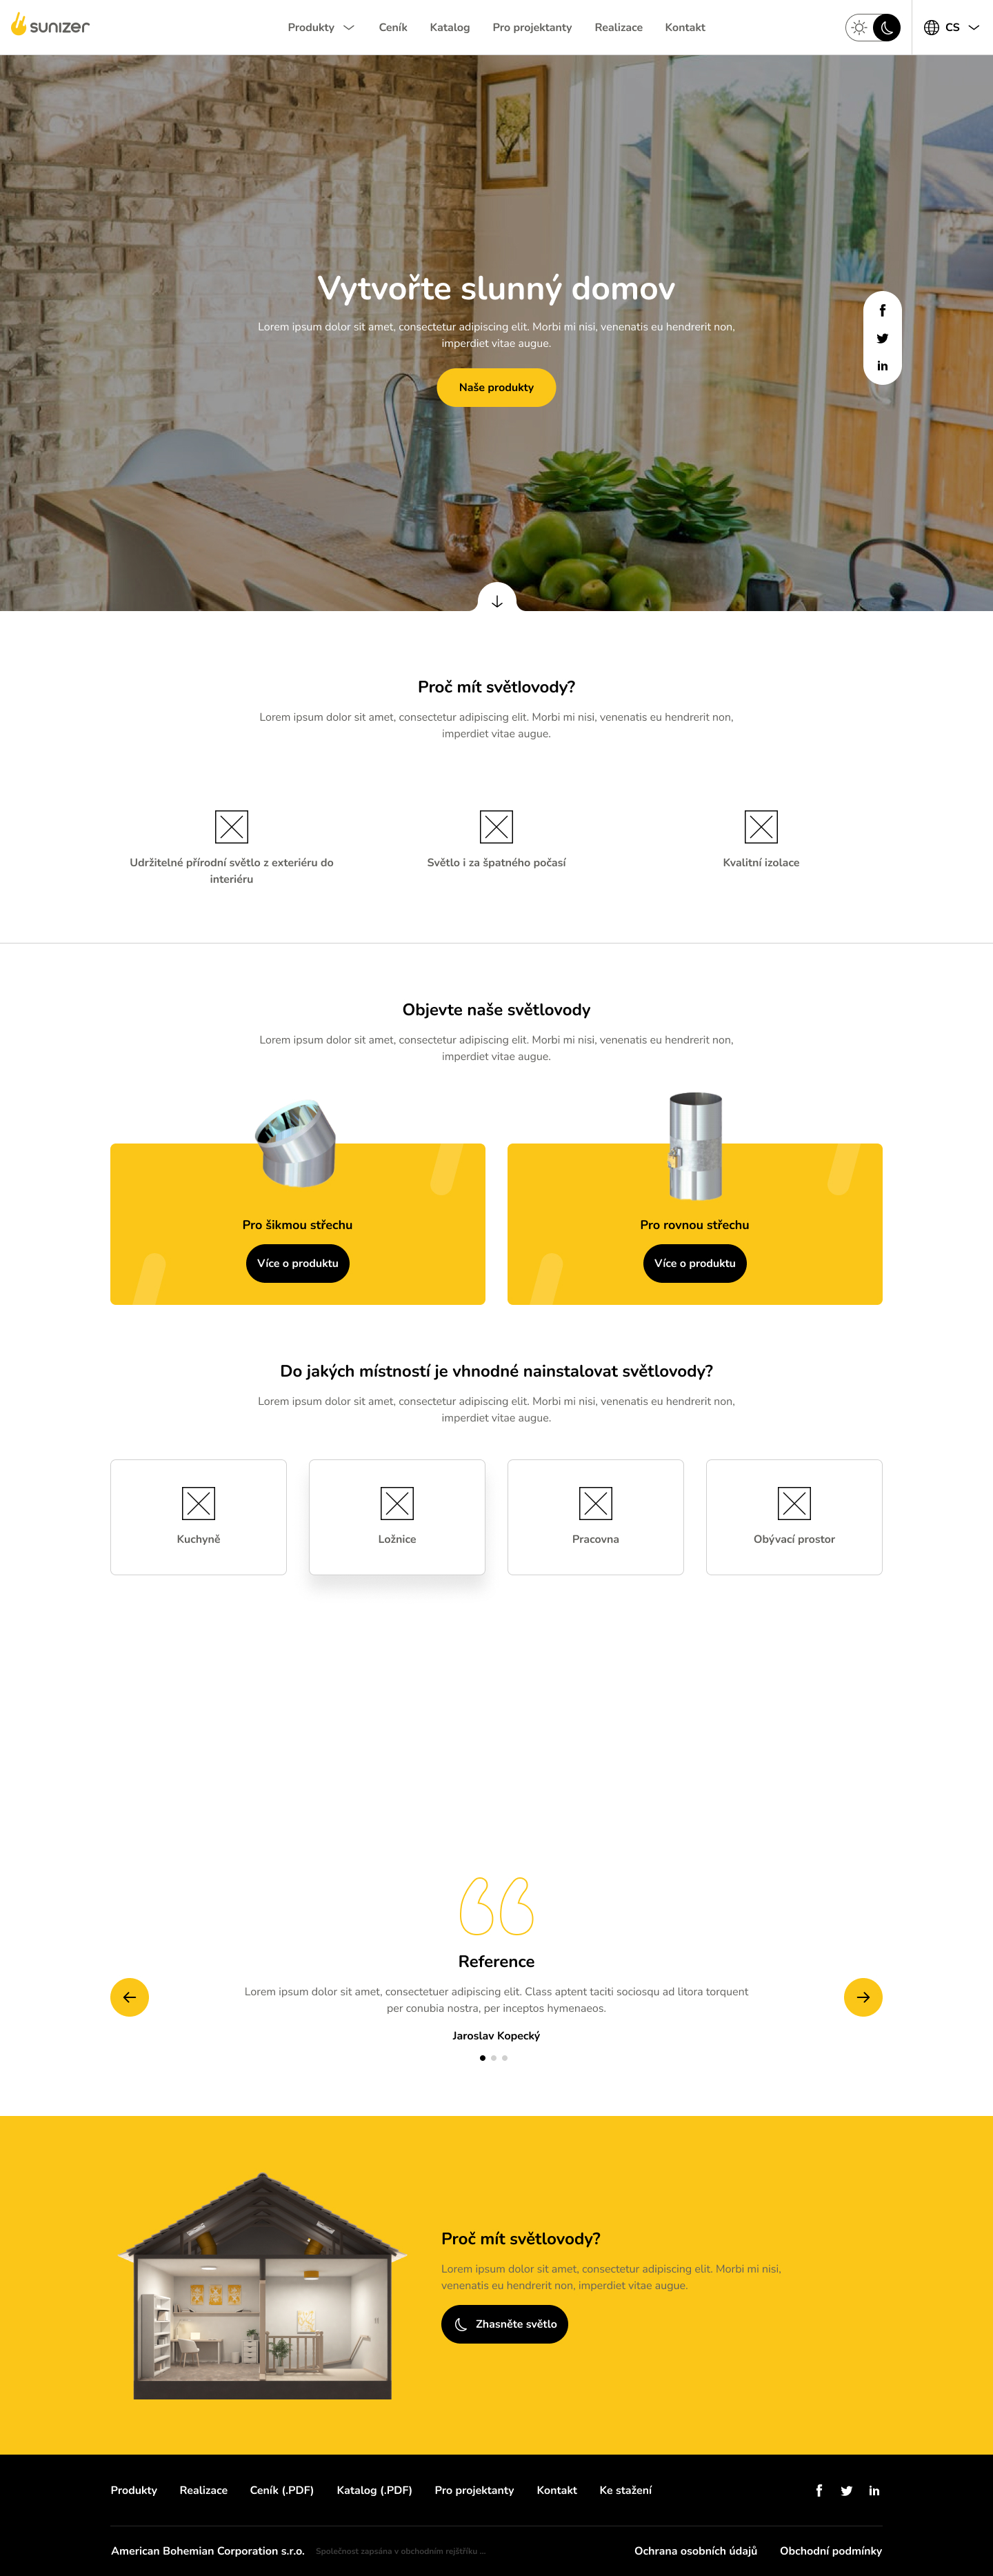 sunizer
Produkty
Ceník
Katalog
Pro projektanty
Realizace
Kontakt
CS
Vytvořte slunný domov
Lorem ipsum dolor sit amet, consectetur adipiscing elit. Morbi mi nisi, venenatis eu hendrerit non,
imperdiet vitae augue.
Naše produkty
Proč mít světlovody?
Lorem ipsum dolor sit amet, consectetur adipiscing elit. Morbi mi nisi, venenatis eu hendrerit non,
imperdiet vitae augue.
Udržitelné přírodní světlo z exteriéru do
interiéru
Světlo i za špatného počasí
Kvalitní izolace
Objevte naše světlovody
Lorem ipsum dolor sit amet, consectetur adipiscing elit. Morbi mi nisi, venenatis eu hendrerit non,
imperdiet vitae augue.
Pro šikmou střechu
Více o produktu
Pro rovnou střechu
Více o produktu
Do jakých místností je vhnodné nainstalovat světlovody?
Lorem ipsum dolor sit amet, consectetur adipiscing elit. Morbi mi nisi, venenatis eu hendrerit non,
imperdiet vitae augue.
Kuchyně
Ložnice
Pracovna
Obývací prostor
Reference
Lorem ipsum dolor sit amet, consectetuer adipiscing elit. Class aptent taciti sociosqu ad litora torquent
per conubia nostra, per inceptos hymenaeos.
Jaroslav Kopecký
Proč mít světlovody?
Lorem ipsum dolor sit amet, consectetur adipiscing elit. Morbi mi nisi,
venenatis eu hendrerit non, imperdiet vitae augue.
Zhasněte světlo
Produkty
Realizace
Ceník (.PDF)
Katalog (.PDF)
Pro projektanty
Kontakt
Ke stažení
American Bohemian Corporation s.r.o.
Společnost zapsána v obchodním rejstříku ...
Ochrana osobních údajů
Obchodní podmínky